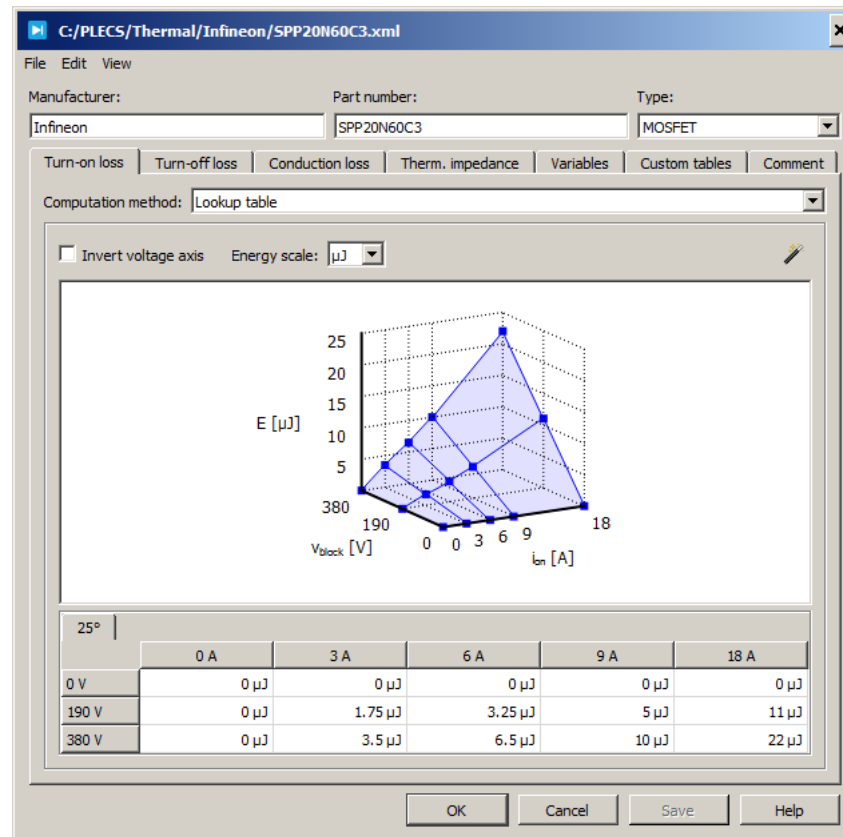 C:/PLECS/Thermal/Infineon/SPP20N60C3.xml
File Edit View
Manufacturer: Part number: Type:
Infineon SPP20N60C3 MOSFET
Turn-on loss Turn-off loss Conduction loss Therm. impedance Variables Custom tables Comment
Computation method: Lookup table
Invert voltage axis Energy scale: µJ
25
20
15
E [µJ]
10
5
380
190
0 0 3 6 9 18
Vblock [V] ion [A]
25°
0 A 3 A 6 A 9 A 18 A
0 V 0 µJ 0 µJ 0 µJ 0 µJ 0 µJ
190 V 0 µJ 1.75 µJ 3.25 µJ 5 µJ 11 µJ
380 V 0 µJ 3.5 µJ 6.5 µJ 10 µJ 22 µJ
OK Cancel Save Help